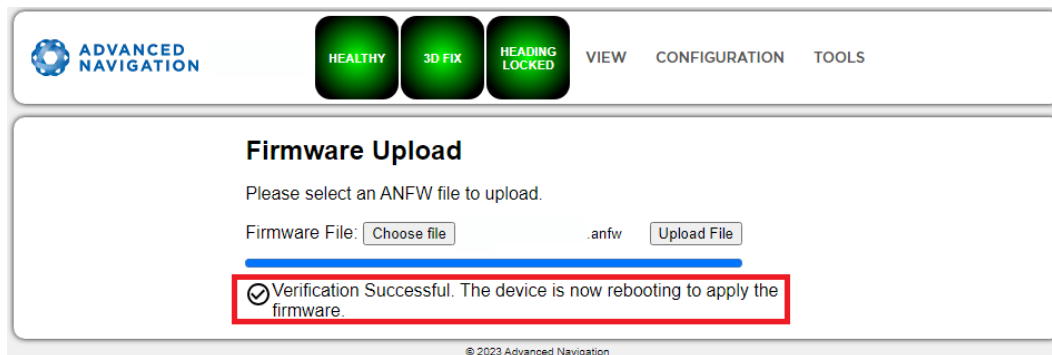 ADVANCED
NAVIGATION
HEALTHY
3D FIX
HEADING
LOCKED
VIEW
CONFIGURATION
TOOLS
Firmware Upload
Please select an ANFW file to upload.
Firmware File: Choose file .anfw Upload File
Verification Successful. The device is now rebooting to apply the
firmware.
© 2023 Advanced Navigation